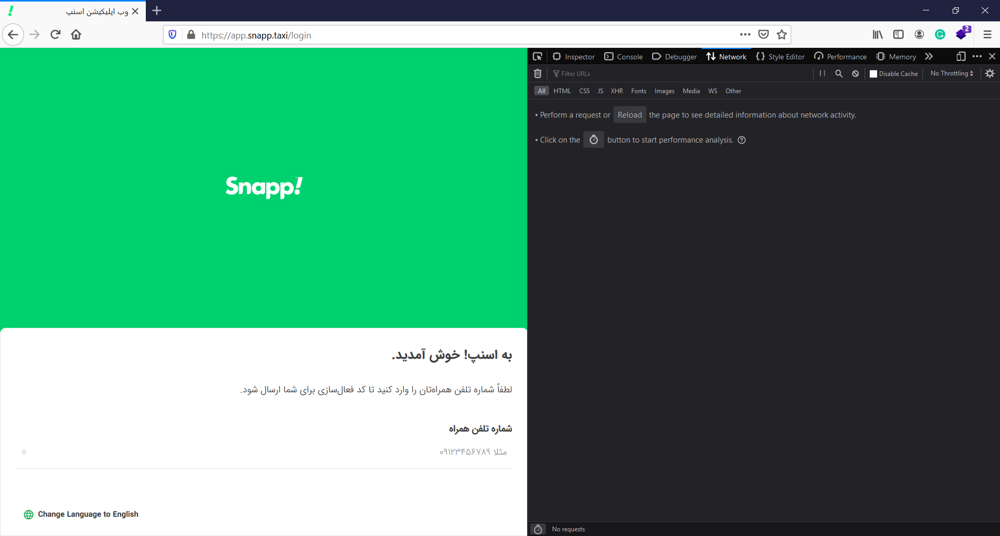 وب اپلیکیشن اسنپ
https://app.snapp.taxi/login
2
Inspector Console Debugger Network Style Editor Performance Memory
Filter URLs Disable Cache No Throttling
All HTML CSS JS XHR Fonts Images Media WS Other
• Perform a request or Reload the page to see detailed information about network activity.
• Click on the button to start performance analysis.
Snapp!
به اسنپ! خوش آمدید.
لطفاً شماره تلفن همراه‌تان را وارد کنید تا کد فعال‌سازی برای شما ارسال شود.
شماره تلفن همراه
مثلا ۰۹۱۲۳۴۵۶۷۸۹
Change Language to English
No requests